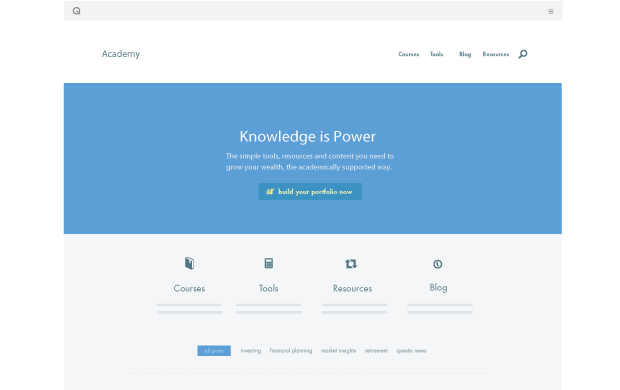 Academy
Courses Tools Blog Resources
Knowledge is Power
The simple tools, resources and content you need to
grow your wealth, the academically supported way.
build your portfolio now
Courses Tools Resources Blog
all posts investing financial planning market insights retirement questis news